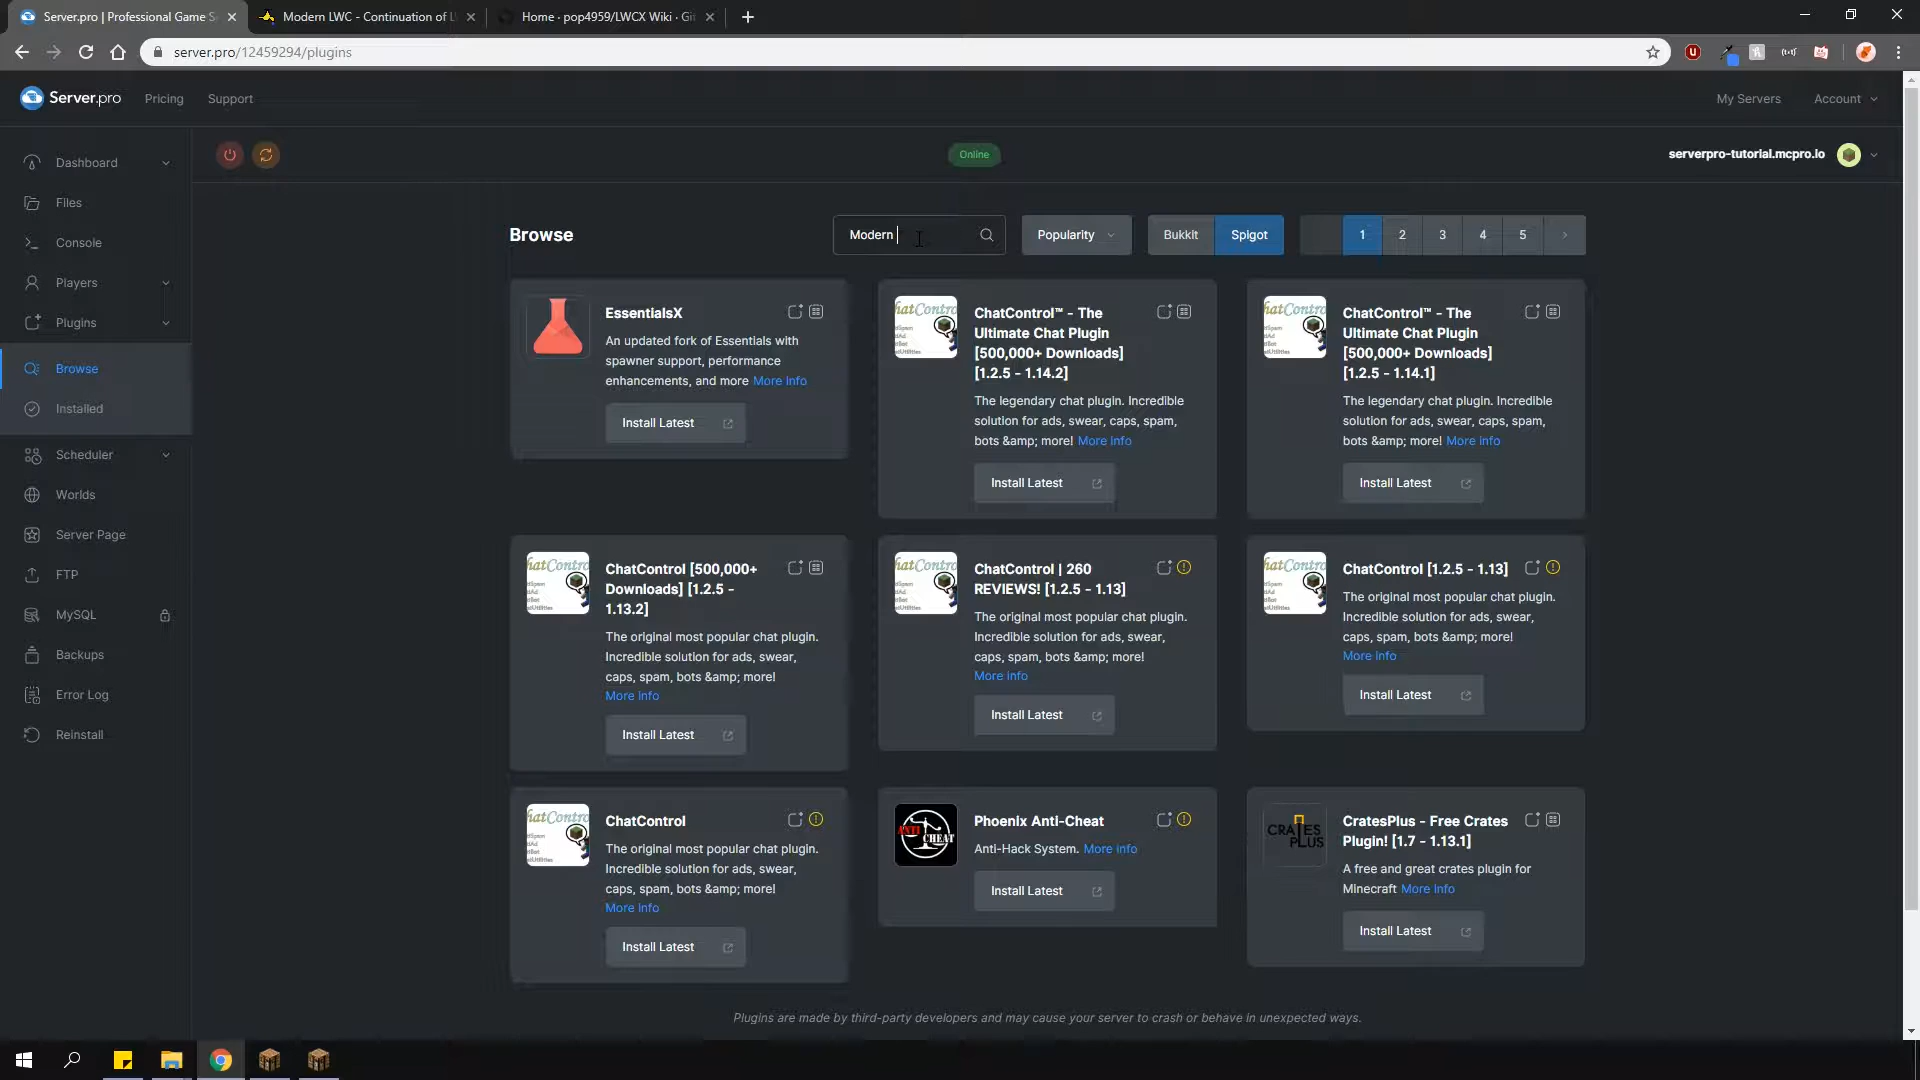 Server.pro | Professional Game S
Modern LWC - Continuation of L
Home · pop4959/LWCX Wiki · Git
server.pro/12459294/plugins
Server.pro
Pricing
Support
My Servers
Account
Dashboard
Files
Console
Players
Plugins
Browse
Installed
Scheduler
Worlds
Server Page
FTP
MySQL
Backups
Error Log
Reinstall
Online
serverpro-tutorial.mcpro.io
Browse
Modern
Popularity
Bukkit
Spigot
1
2
3
4
5
EssentialsX
An updated fork of Essentials with
spawner support, performance
enhancements, and more More Info
Install Latest
ChatControl™ - The
Ultimate Chat Plugin
[500,000+ Downloads]
[1.2.5 - 1.14.2]
The legendary chat plugin. Incredible
solution for ads, swear, caps, spam,
bots &amp; more! More Info
Install Latest
ChatControl™ - The
Ultimate Chat Plugin
[500,000+ Downloads]
[1.2.5 - 1.14.1]
The legendary chat plugin. Incredible
solution for ads, swear, caps, spam,
bots &amp; more! More Info
Install Latest
ChatControl [500,000+
Downloads] [1.2.5 -
1.13.2]
The original most popular chat plugin.
Incredible solution for ads, swear,
caps, spam, bots &amp; more!
More Info
Install Latest
ChatControl | 260
REVIEWS! [1.2.5 - 1.13]
The original most popular chat plugin.
Incredible solution for ads, swear,
caps, spam, bots &amp; more!
More Info
Install Latest
ChatControl [1.2.5 - 1.13]
The original most popular chat plugin.
Incredible solution for ads, swear,
caps, spam, bots &amp; more!
More Info
Install Latest
ChatControl
The original most popular chat plugin.
Incredible solution for ads, swear,
caps, spam, bots &amp; more!
More Info
Install Latest
ANTI CHEAT
Phoenix Anti-Cheat
Anti-Hack System. More Info
Install Latest
CRATES
PLUS
CratesPlus - Free Crates
Plugin! [1.7 - 1.13.1]
A free and great crates plugin for
Minecraft More Info
Install Latest
Plugins are made by third-party developers and may cause your server to crash or behave in unexpected ways.